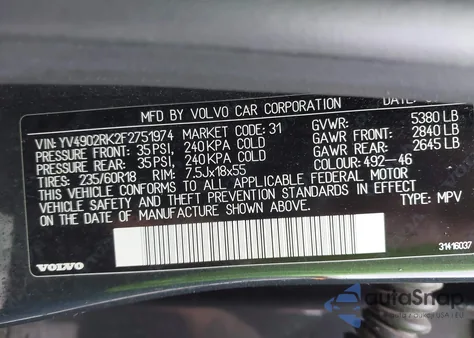 MFD BY VOLVO CAR CORPORATION
VIN: YV4902RK2F2751974 MARKET CODE: 31 GVWR: 5380 LB
PRESSURE FRONT: 35 PSI, 240 KPA COLD GAWR FRONT: 2840 LB
PRESSURE REAR: 35 PSI, 240 KPA COLD GAWR REAR: 2645 LB
TIRES: 235/60R18 RIM: 7.5Jx18x55 COLOUR: 492-46
THIS VEHICLE CONFORMS TO ALL APPLICABLE FEDERAL MOTOR
VEHICLE SAFETY AND THEFT PREVENTION STANDARDS IN EFFECT
ON THE DATE OF MANUFACTURE SHOWN ABOVE. TYPE: MPV
31416037
VOLVO
autoSnap